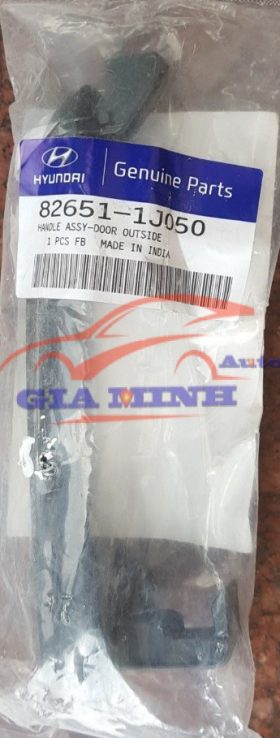 HYUNDAI
Genuine Parts
82651-1J050
HANDLE ASSY-DOOR OUTSIDE
1 PCS FB MADE IN INDIA
Auto
GIA MINH